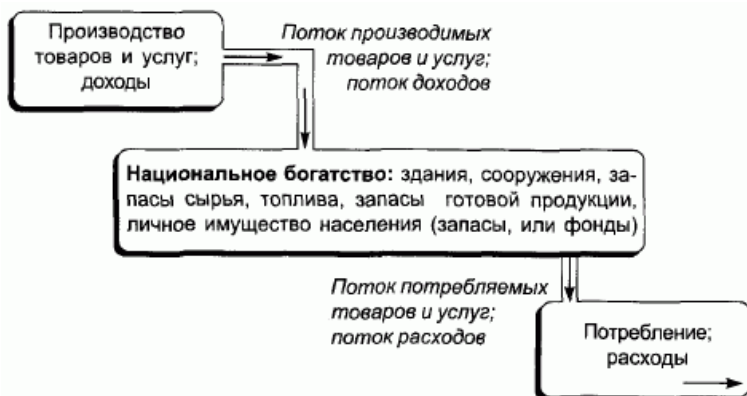 Производство
товаров и услуг;
доходы
Поток производимых
товаров и услуг;
поток доходов
Национальное богатство: здания, сооружения, за-
пасы сырья, топлива, запасы готовой продукции,
личное имущество населения (запасы, или фонды)
Поток потребляемых
товаров и услуг;
поток расходов
Потребление;
расходы